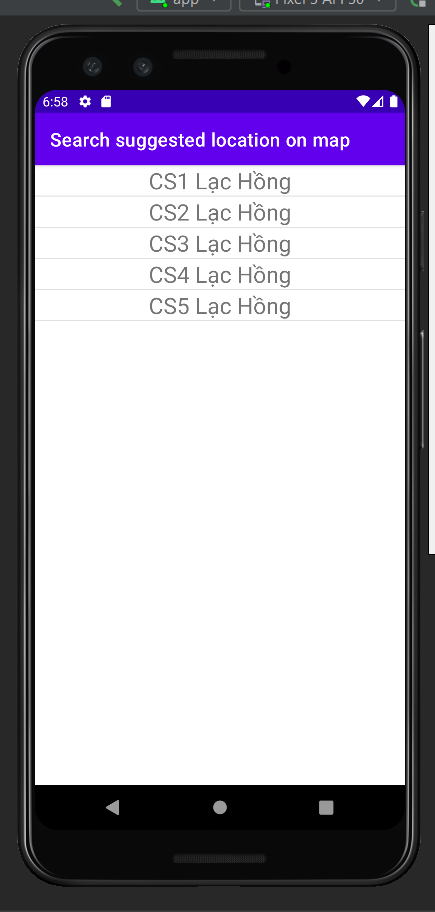 app
Pixel 3 API 30
6:58
Search suggested location on map
CS1 Lạc Hồng
CS2 Lạc Hồng
CS3 Lạc Hồng
CS4 Lạc Hồng
CS5 Lạc Hồng